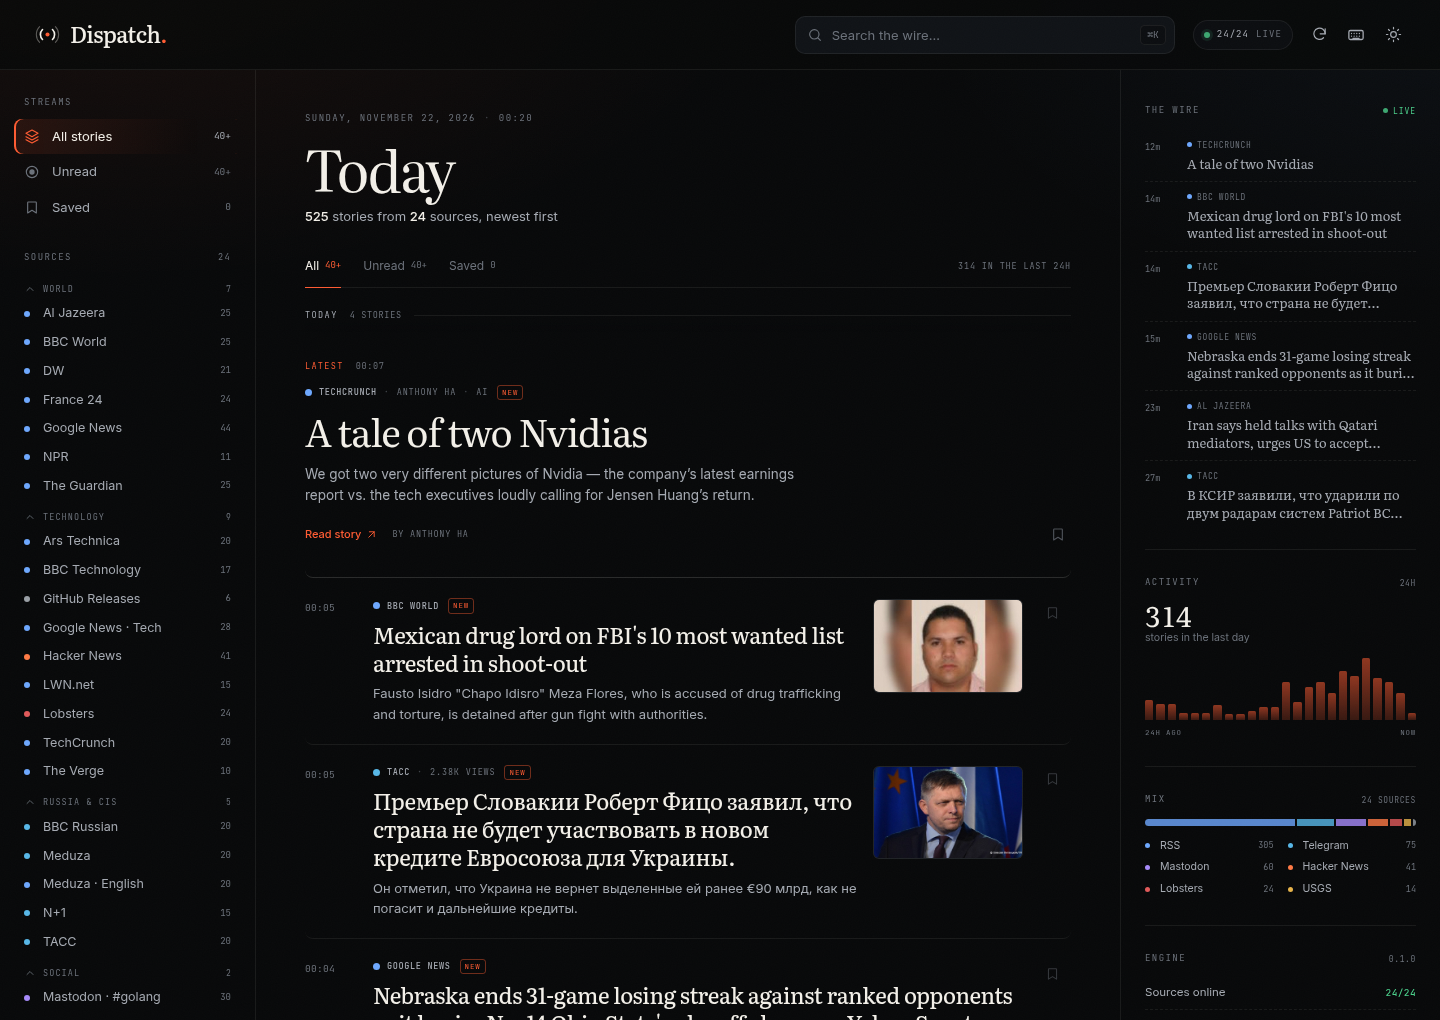 Dispatch.
Search the wire...
⌘K
24/24 LIVE
STREAMS
All stories 40+
Unread 40+
Saved 0
SOURCES 24
WORLD 7
Al Jazeera 25
BBC World 25
DW 21
France 24 24
Google News 44
NPR 11
The Guardian 25
TECHNOLOGY 9
Ars Technica 20
BBC Technology 17
GitHub Releases 6
Google News · Tech 28
Hacker News 41
LWN.net 15
Lobsters 24
TechCrunch 20
The Verge 10
RUSSIA & CIS 5
BBC Russian 20
Meduza 20
Meduza · English 20
N+1 15
TACC 20
SOCIAL 2
Mastodon · #golang 30
SUNDAY, NOVEMBER 22, 2026 · 00:20
Today
525 stories from 24 sources, newest first
All 40+ Unread 40+ Saved 0
314 IN THE LAST 24H
TODAY 4 STORIES
LATEST 00:07
TECHCRUNCH · ANTHONY HA · AI NEW
A tale of two Nvidias
We got two very different pictures of Nvidia — the company’s latest earnings
report vs. the tech executives loudly calling for Jensen Huang’s return.
Read story BY ANTHONY HA
00:05 BBC WORLD NEW
Mexican drug lord on FBI's 10 most wanted list
arrested in shoot-out
Fausto Isidro "Chapo Idisro" Meza Flores, who is accused of drug trafficking
and torture, is detained after gun fight with authorities.
00:05 ТАСС · 2.38K VIEWS NEW
Премьер Словакии Роберт Фицо заявил, что
страна не будет участвовать в новом
кредите Евросоюза для Украины.
Он отметил, что Украина не вернет выделенные ей ранее €90 млрд, как не
погасит и дальнейшие кредиты.
00:04 GOOGLE NEWS NEW
Nebraska ends 31-game losing streak against ranked opponents
THE WIRE LIVE
12m TECHCRUNCH
A tale of two Nvidias
14m BBC WORLD
Mexican drug lord on FBI's 10 most
wanted list arrested in shoot-out
14m ТАСС
Премьер Словакии Роберт Фицо
заявил, что страна не будет...
15m GOOGLE NEWS
Nebraska ends 31-game losing streak
against ranked opponents as it buri...
23m AL JAZEERA
Iran says held talks with Qatari
mediators, urges US to accept...
27m ТАСС
В КСИР заявили, что ударили по
двум радарам систем Patriot ВС...
ACTIVITY 24H
314
stories in the last day
24H AGO NOW
MIX 24 SOURCES
RSS 305 Telegram 75
Mastodon 60 Hacker News 41
Lobsters 24 USGS 14
ENGINE 0.1.0
Sources online 24/24